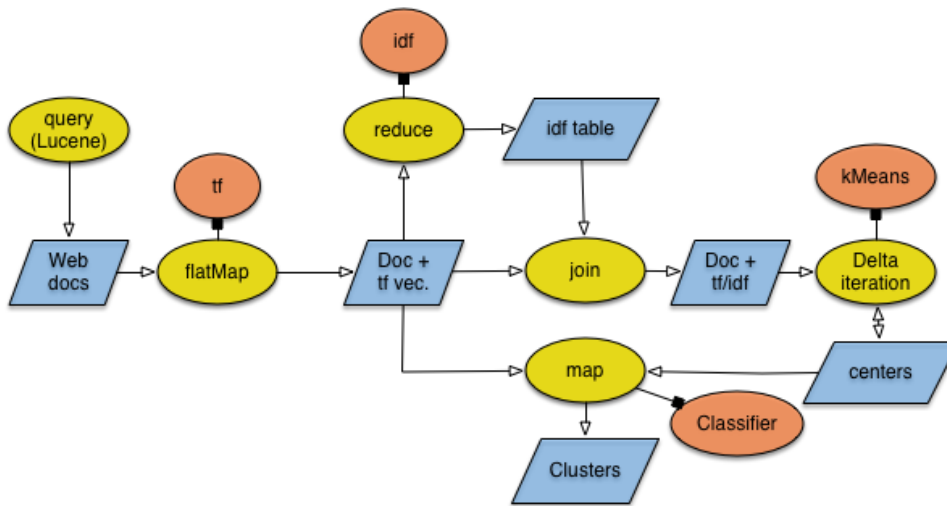 idf
query
(Lucene)
reduce
idf table
tf
kMeans
Web
docs
flatMap
Doc +
tf vec.
join
Doc +
tf/idf
Delta
iteration
map
centers
Classifier
Clusters